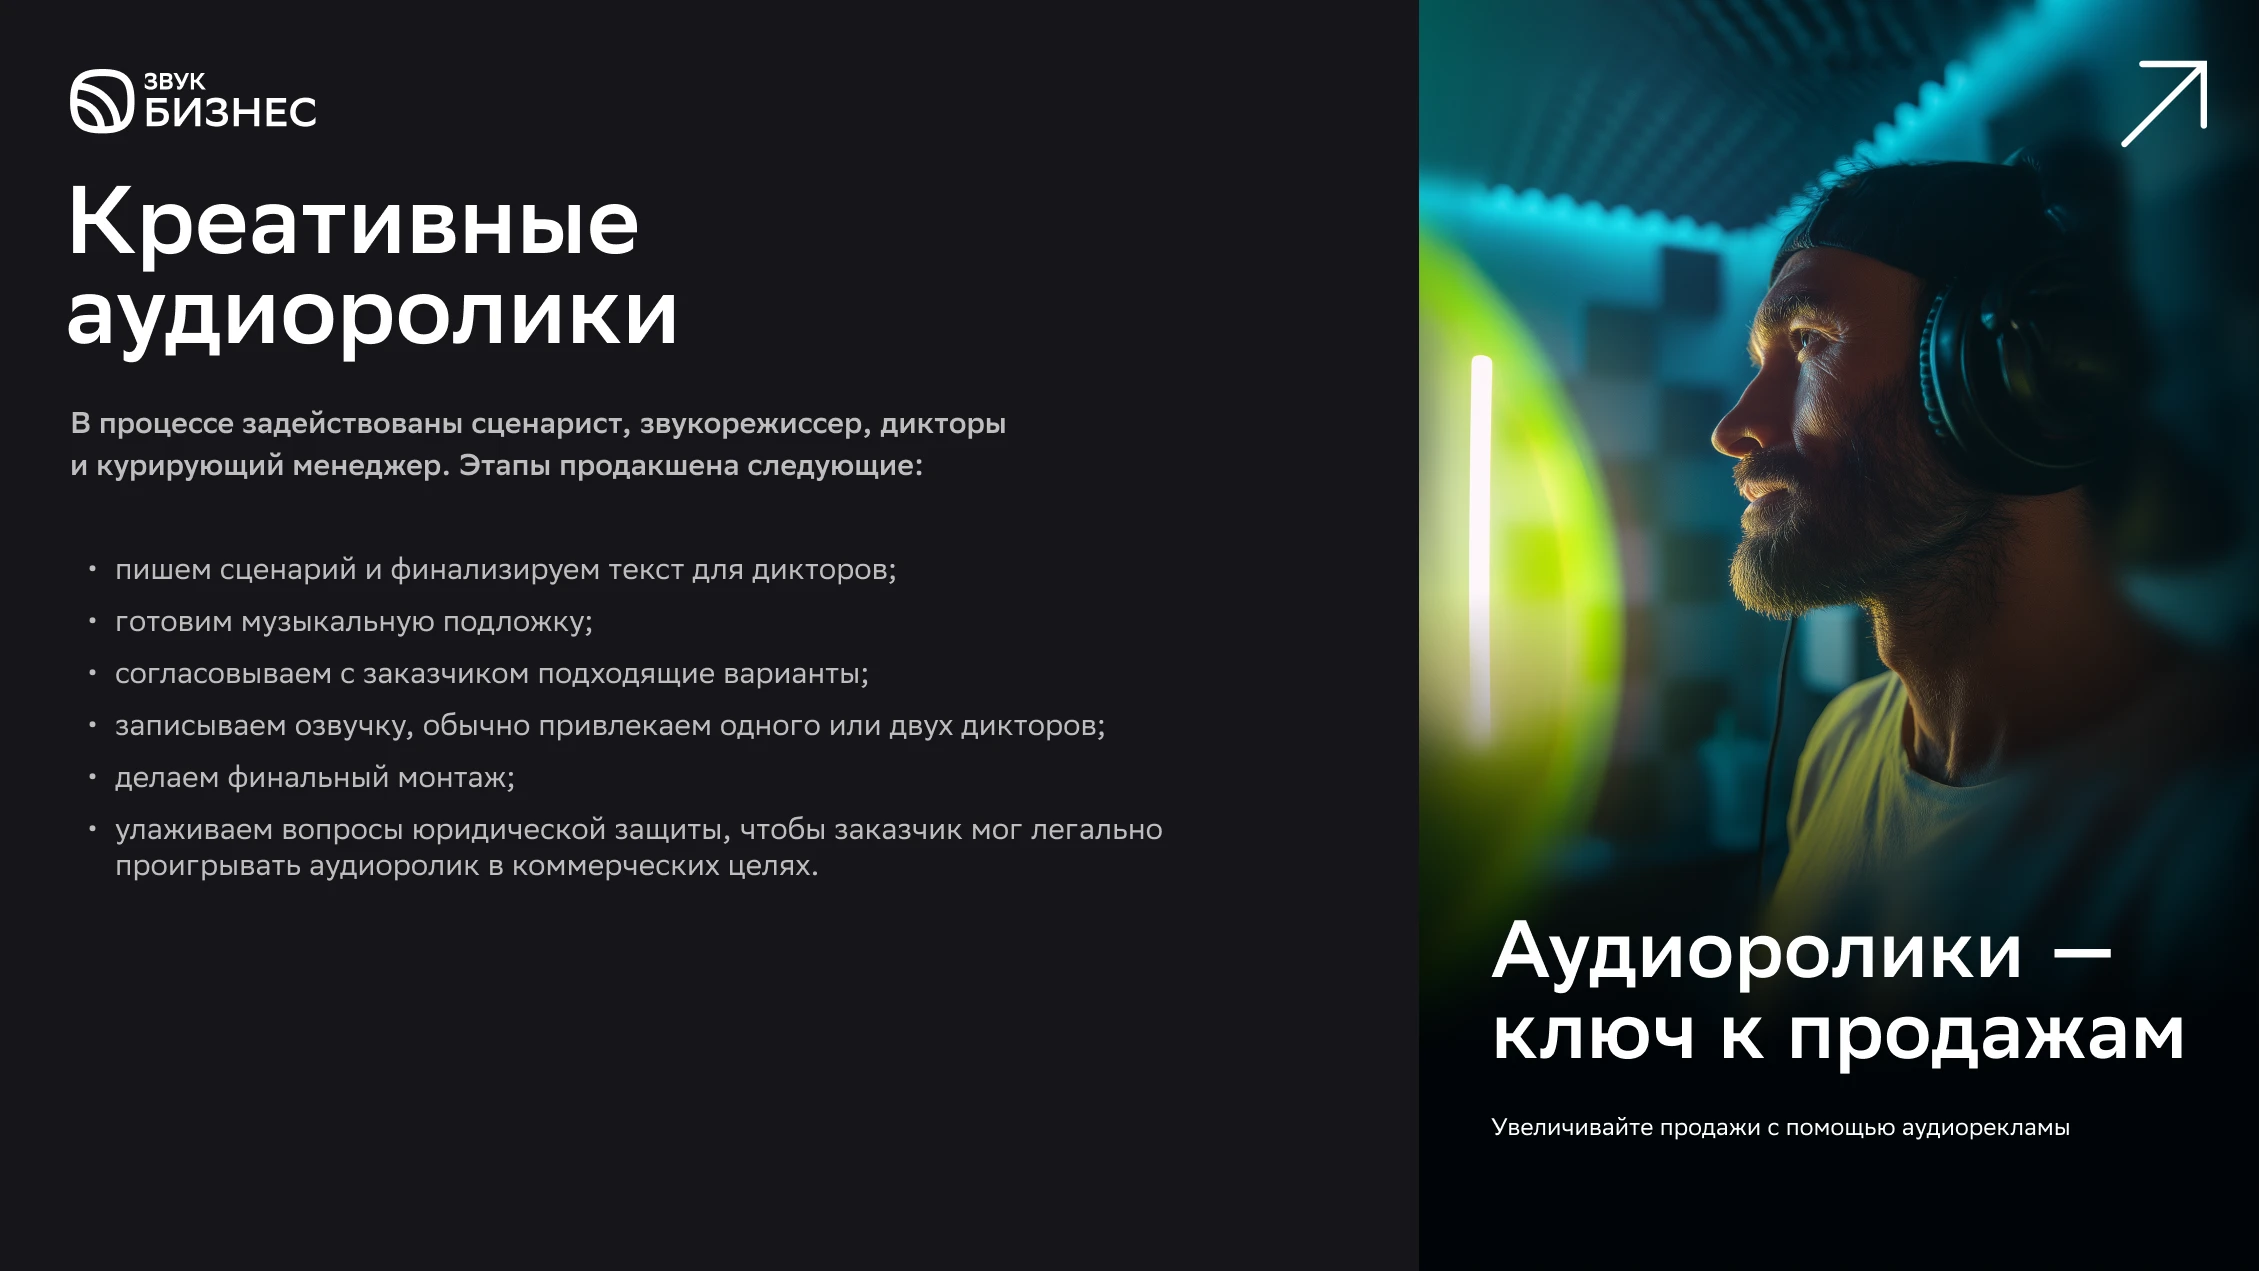 ЗВУК
БИЗНЕС
Креативные
аудиоролики
В процессе задействованы сценарист, звукорежиссер, дикторы
и курирующий менеджер. Этапы продакшена следующие:
• пишем сценарий и финализируем текст для дикторов;
• готовим музыкальную подложку;
• согласовываем с заказчиком подходящие варианты;
• записываем озвучку, обычно привлекаем одного или двух дикторов;
• делаем финальный монтаж;
• улаживаем вопросы юридической защиты, чтобы заказчик мог легально
проигрывать аудиоролик в коммерческих целях.
Аудиоролики —
ключ к продажам
Увеличивайте продажи с помощью аудиорекламы